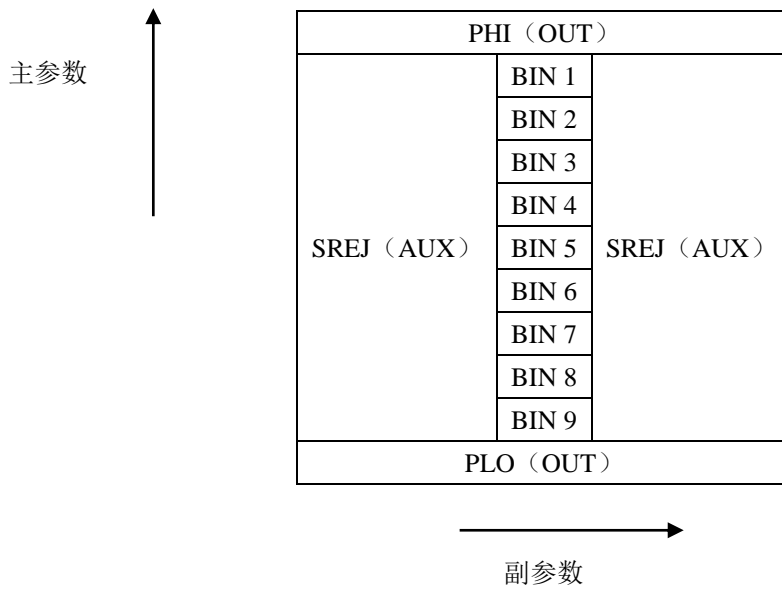 PHI（OUT）
主参数
BIN 1
BIN 2
BIN 3
BIN 4
SREJ（AUX） BIN 5 SREJ（AUX）
BIN 6
BIN 7
BIN 8
BIN 9
PLO（OUT）
副参数